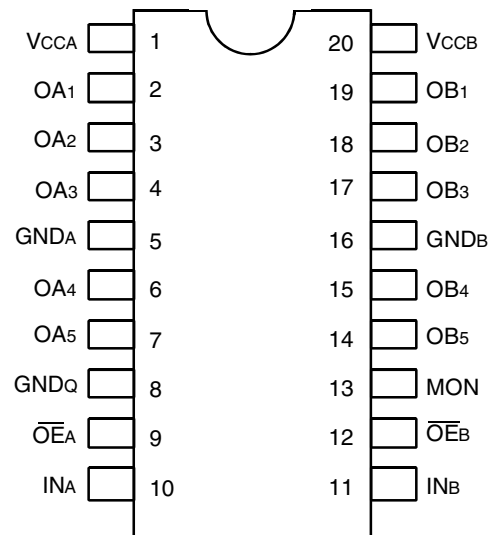 VCCA 1 20 VCCB
OA1 2 19 OB1
OA2 3 18 OB2
OA3 4 17 OB3
GNDA 5 16 GNDB
OA4 6 15 OB4
OA5 7 14 OB5
GNDQ 8 13 MON
O̅E̅A 9 12 O̅E̅B
INA 10 11 INB